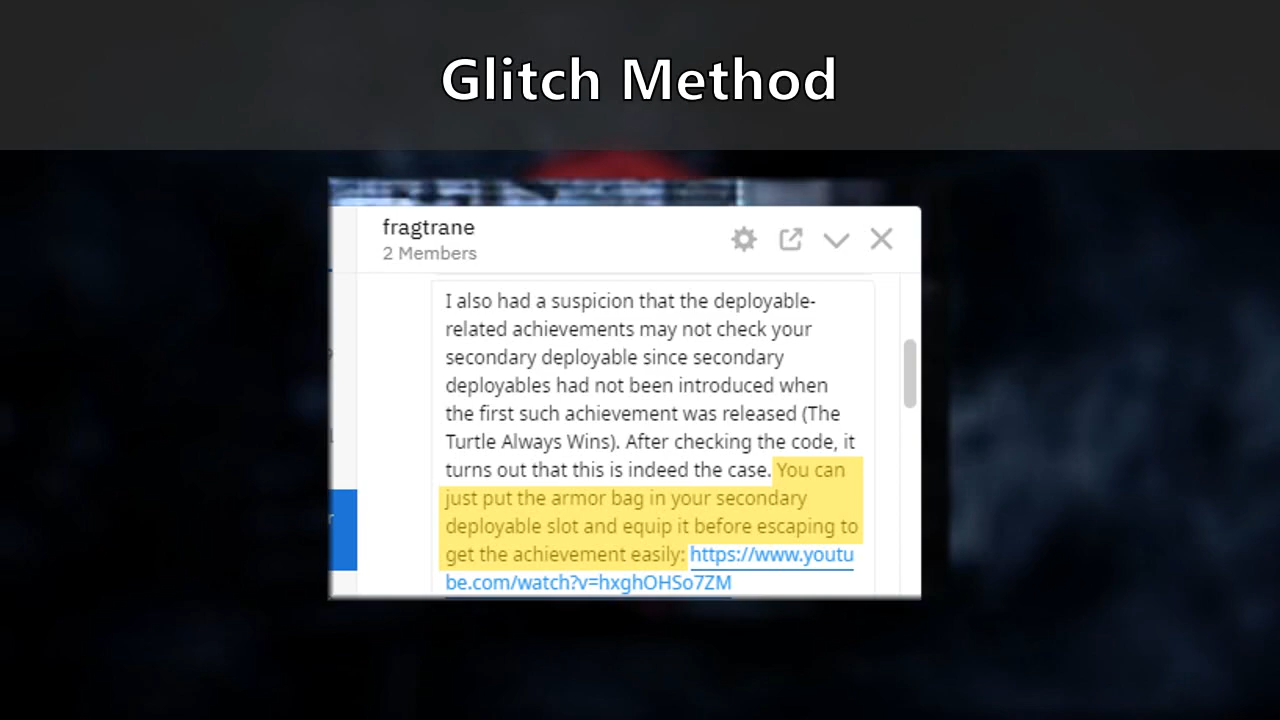 Glitch Method
fragtrane
2 Members
I also had a suspicion that the deployable-
related achievements may not check your
secondary deployable since secondary
deployables had not been introduced when
the first such achievement was released (The
Turtle Always Wins). After checking the code, it
turns out that this is indeed the case. You can
just put the armor bag in your secondary
deployable slot and equip it before escaping to
get the achievement easily: https://www.youtu
be.com/watch?v=hxghOHSo7ZM